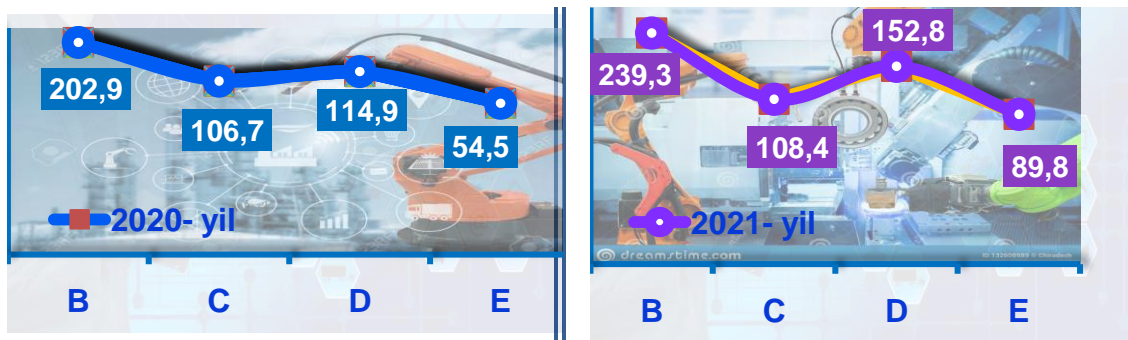 202,9
106,7
114,9
54,5
2020- yil
B C D E
239,3
108,4
152,8
89,8
2021- yil
dreamstime.com
B C D E